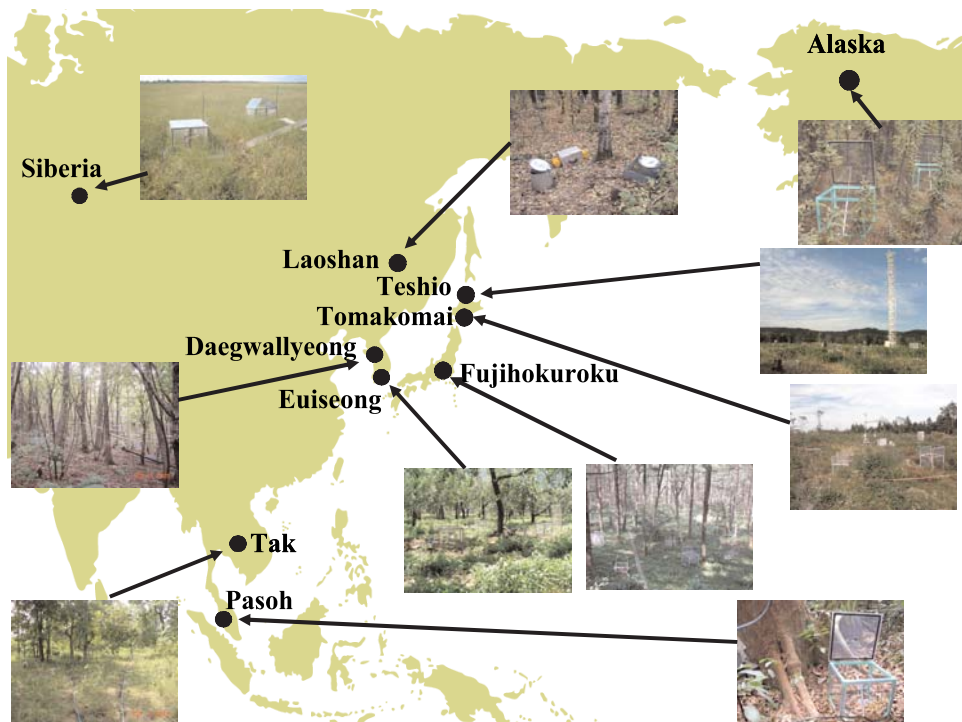 Alaska
Siberia
Laoshan
Teshio
Tomakomai
Daegwallyeong
Fujihokuroku
Euiseong
Tak
Pasoh